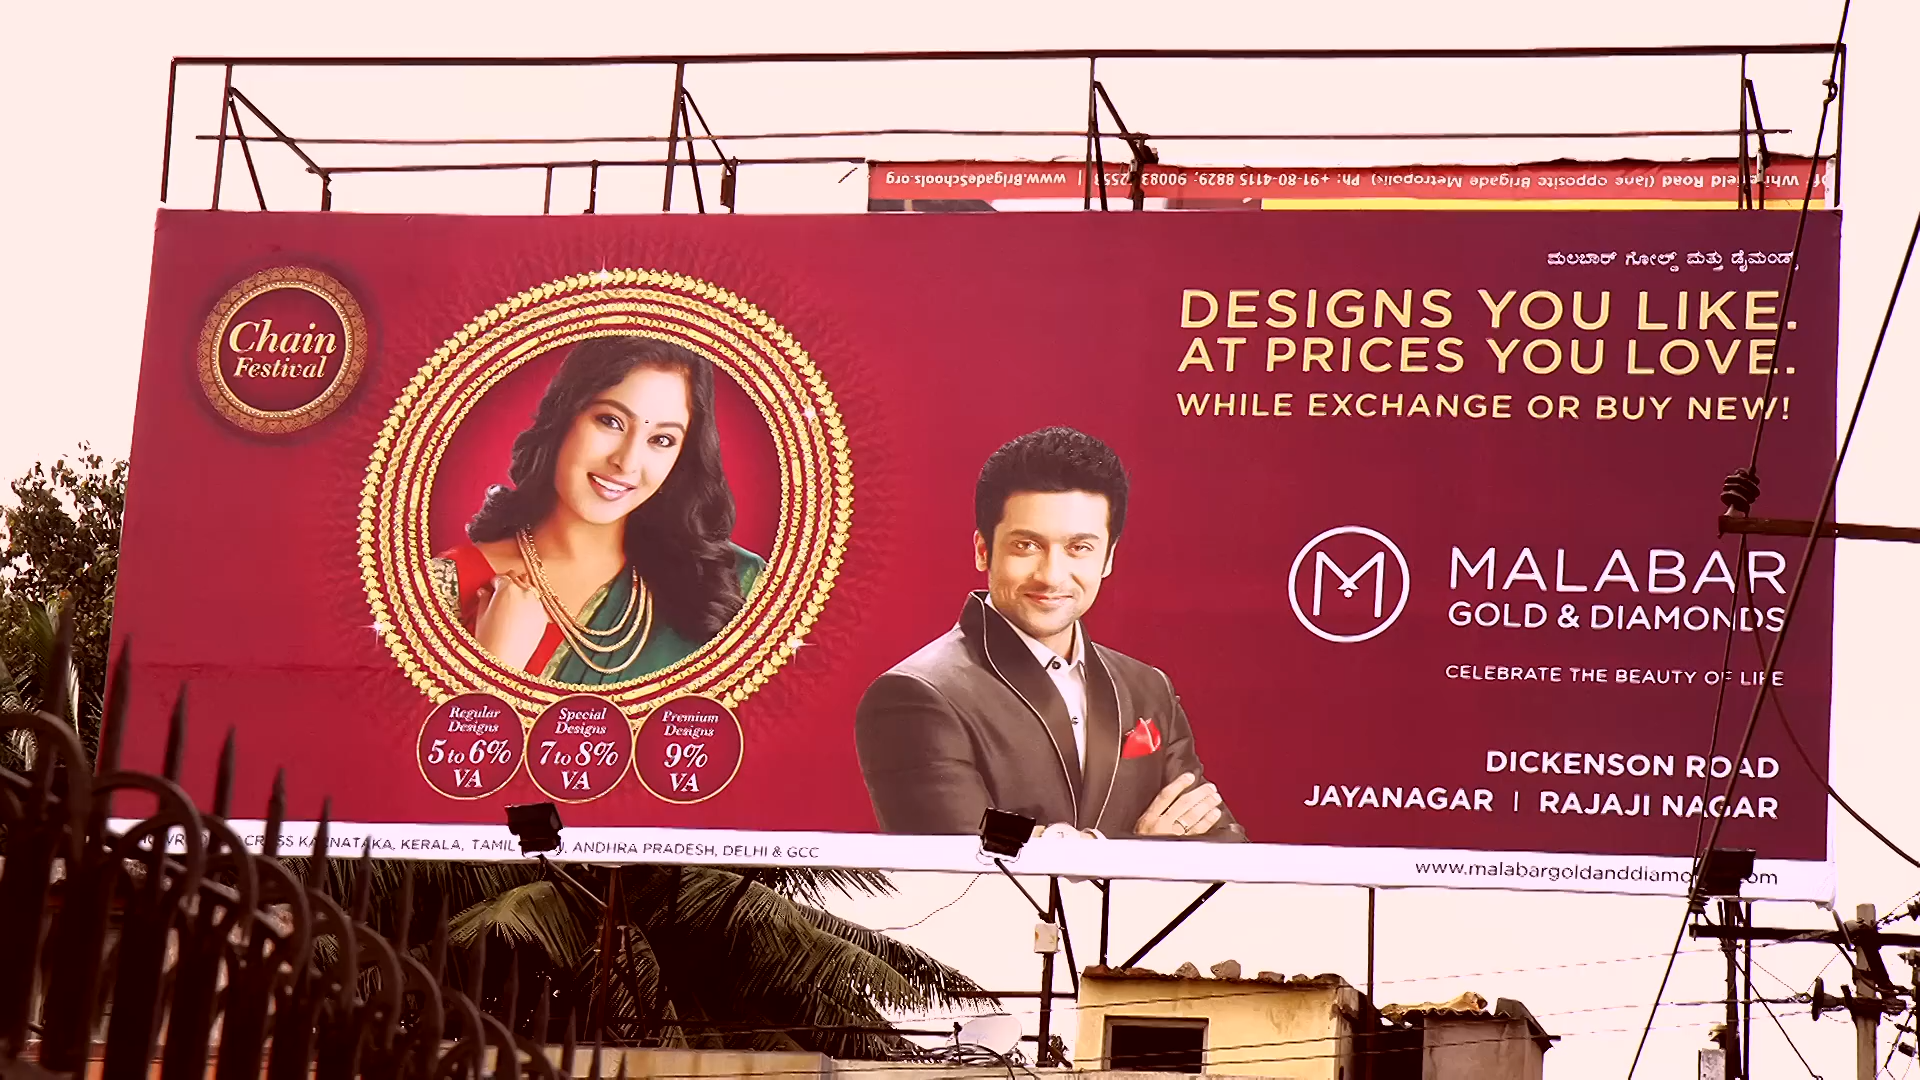 www.BrigadeSchools.org | 90083 Ph: +91-80-4115 8829; Road (lane opposite Brigade Metropolis)
ಮಲಬಾರ್ ಗೋಲ್ಡ್ ಮತ್ತು ಡೈಮಂಡ್ಸ್
Chain
Festival
DESIGNS YOU LIKE.
AT PRICES YOU LOVE.
WHILE EXCHANGE OR BUY NEW!
M
MALABAR
GOLD & DIAMONDS
CELEBRATE THE BEAUTY OF LIFE
Regular
Designs
5 to 6%
VA
Special
Designs
7 to 8%
VA
Premium
Designs
9%
VA
DICKENSON ROAD
JAYANAGAR | RAJAJI NAGAR
ACROSS KARNATAKA, KERALA, TAMIL ANDHRA PRADESH, DELHI & GCC
www.malabargoldanddiamonds.com